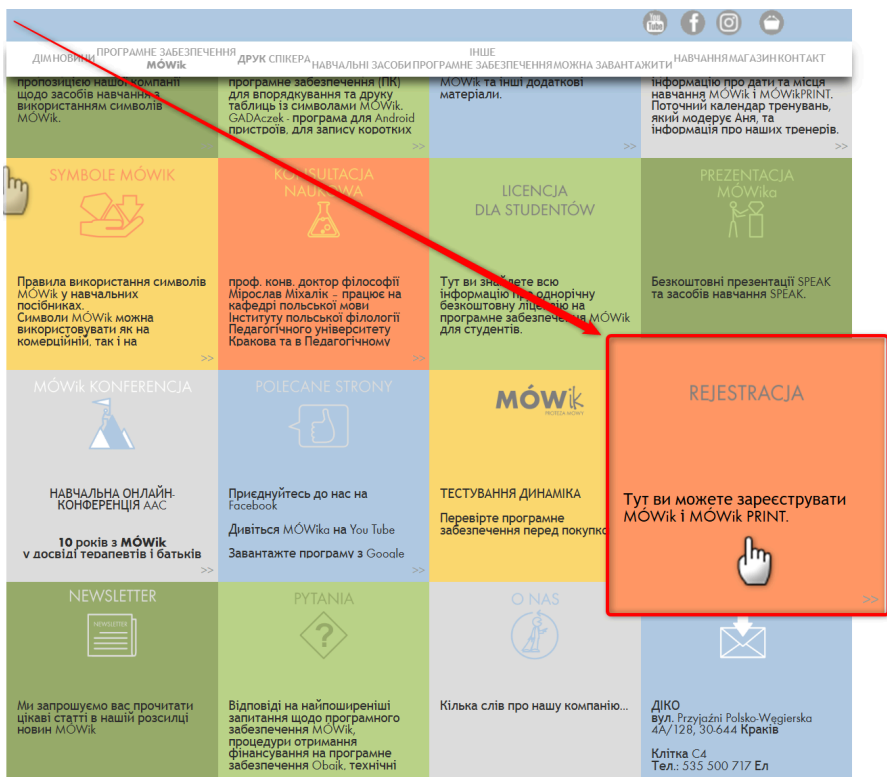 You Tube
ПРОГРАМНЕ ЗАБЕЗПЕЧЕННЯ
ІНШЕ
ДІМ НОВИНИ
МÓWik
ДРУК СПІКЕРА
НАВЧАЛЬНІ ЗАСОБИ ПРОГРАМНЕ ЗАБЕЗПЕЧЕННЯ МОЖНА ЗАВАНТАЖИТИ
НАВЧАННЯ МАГАЗИН КОНТАКТ
пропозицією нашої компанії
щодо засобів навчання з
використанням символів
MÓWik.
>>
програмне забезпечення (ПК)
для впорядкування та друку
таблиць із символами MÓWik.
GADAczek - програма для Android
пристроїв, для запису коротких
>>
MÓWik та інші додаткові
матеріали.
>>
інформацію про дати та місця
навчання MÓWik і MÓWikPRINT.
Поточний календар тренувань,
який модерує Аня, та
інформація про наших тренерів.
>>
SYMBOLE MÓWIK
Правила використання символів
MÓWik у навчальних
посібниках.
Символи MÓWik можна
використовувати як на
комерційній, так і на
>>
KONSULTACJA
NAUKOWA
проф. конв. доктор філософії
Мірослав Міхалік – працює на
кафедрі польської мови
Інституту польської філології
Педагогічного університету
Кракова та в Педагогічному
>>
LICENCJA
DLA STUDENTÓW
Тут ви знайдете всю
інформацію про однорічну
безкоштовну ліцензію на
програмне забезпечення MÓWik
для студентів.
PREZENTACJA
MÓWika
Безкоштовні презентації SPEAK
та засобів навчання SPEAK.
MÓWik KONFERENCJA
НАВЧАЛЬНА ОНЛАЙН-
КОНФЕРЕНЦІЯ AAC
10 років з MÓWik
у досвіді терапевтів і батьків
>>
POLECANE STRONY
Приєднуйтесь до нас на
Facebook
Дивіться MÓWika на You Tube
Завантажте програму з Google
>>
MÓWik
PROTEZA MOWY
ТЕСТУВАННЯ ДИНАМІКА
Перевірте програмне
забезпечення перед покупко
REJESTRACJA
Тут ви можете зареєструвати
MÓWik і MÓWik PRINT.
>>
NEWSLETTER
NEWSLETTER
Ми запрошуємо вас прочитати
цікаві статті в нашій розсилці
новин MÓWik
PYTANIA
Відповіді на найпоширеніші
запитання щодо програмного
забезпечення MÓWik,
процедури отримання
фінансування на програмне
забезпечення Obaik, технічні
O NAS
Кілька слів про нашу компанію...
ДІКО
вул. Przyjaźni Polsko-Węgierska
4A/128, 30-644 Краків
Клітка C4
Тел.: 535 500 717 Ел